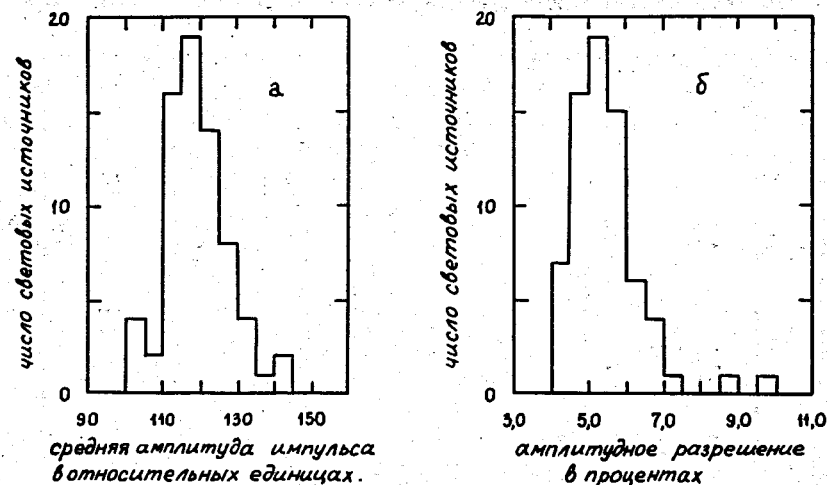 20
10
0
число световых источников
а
90 110 130 150
средняя амплитуда импульса
в относительных единицах.
20
10
0
число световых источников
б
3,0 5,0 7,0 9,0 11,0
амплитудное разрешение
в процентах